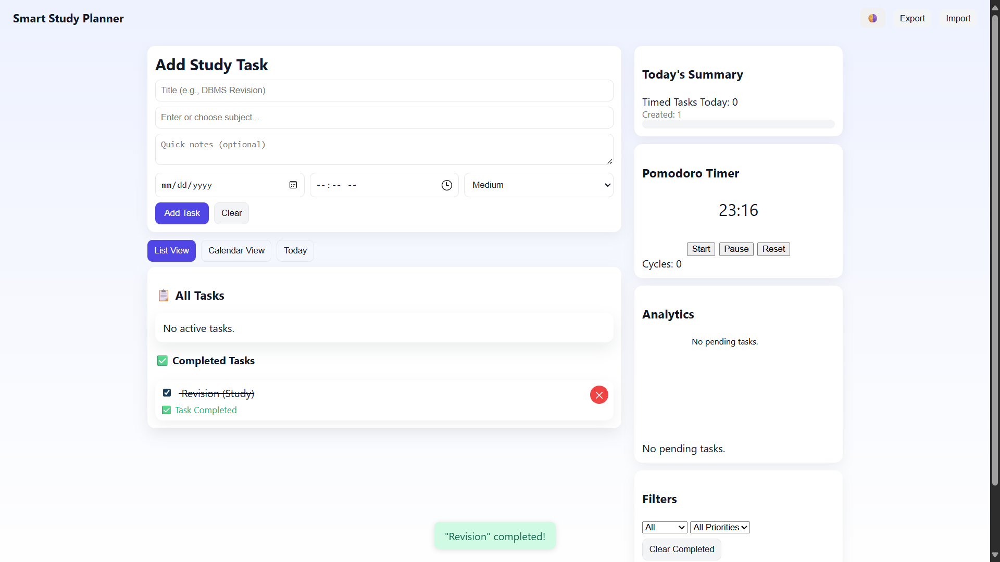 Smart Study Planner
Export
Import
Add Study Task
Title (e.g., DBMS Revision)
Enter or choose subject...
Quick notes (optional)
mm/dd/yyyy
--:-- --
Medium
Add Task
Clear
List View
Calendar View
Today
All Tasks
No active tasks.
Completed Tasks
Revision (Study)
Task Completed
Today's Summary
Timed Tasks Today: 0
Created: 1
Pomodoro Timer
23:16
Start
Pause
Reset
Cycles: 0
Analytics
No pending tasks.
No pending tasks.
Filters
All
All Priorities
Clear Completed
"Revision" completed!